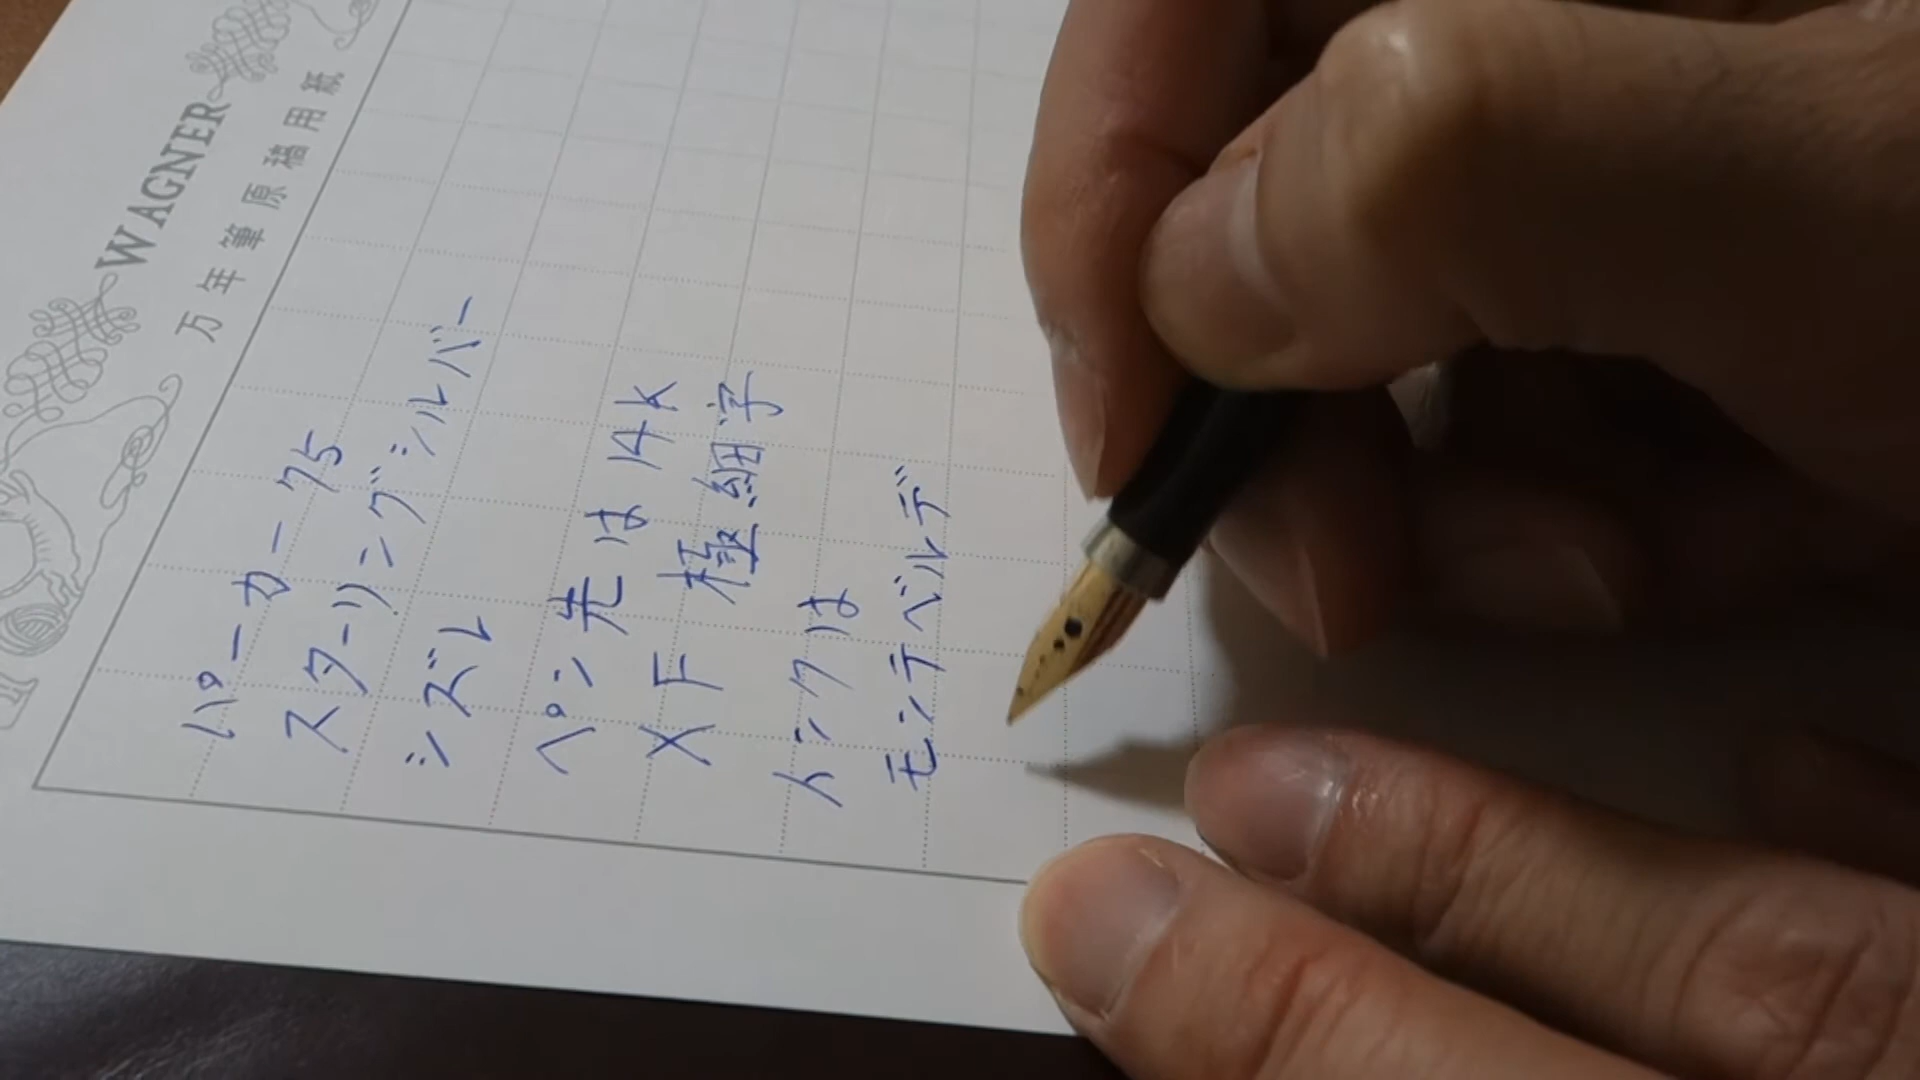 WAGNER
万年筆原稿用紙
パーカー75
スターリングシルバー
シズレ
ペン先は14K
XF 極細字
インクは
モンテベルデ